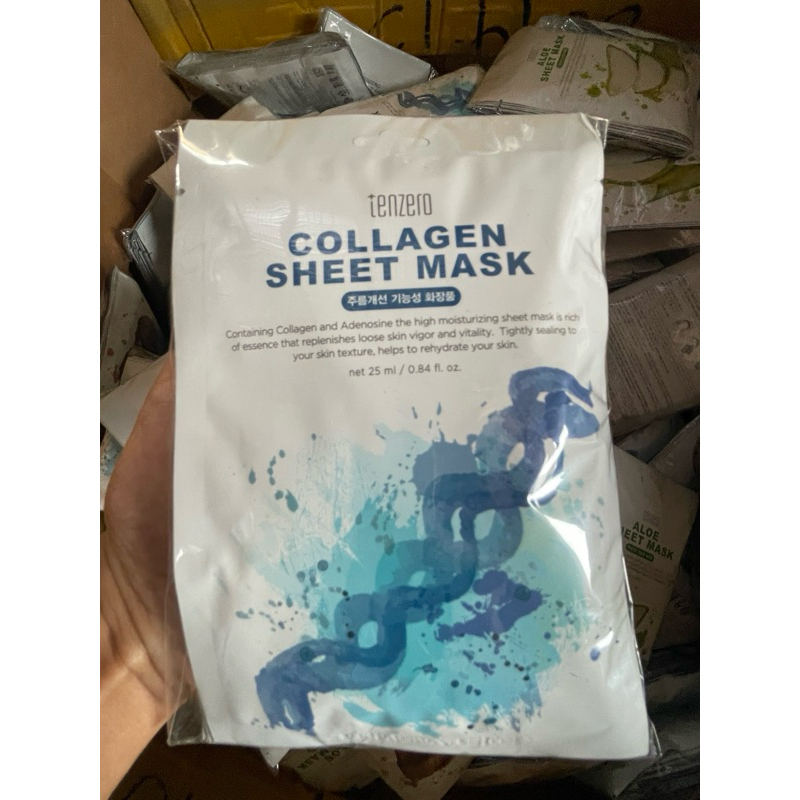 tenzero
COLLAGEN
SHEET MASK
주름개선 기능성 화장품
Containing Collagen and Adenosine the high moisturizing sheet mask is rich
of essence that replenishes loose skin vigor and vitality. Tightly sealing to
your skin texture, helps to rehydrate your skin.
net 25 ml / 0.84 fl. oz.
ALOE
SHEET MASK
ALOE
SHEET MASK